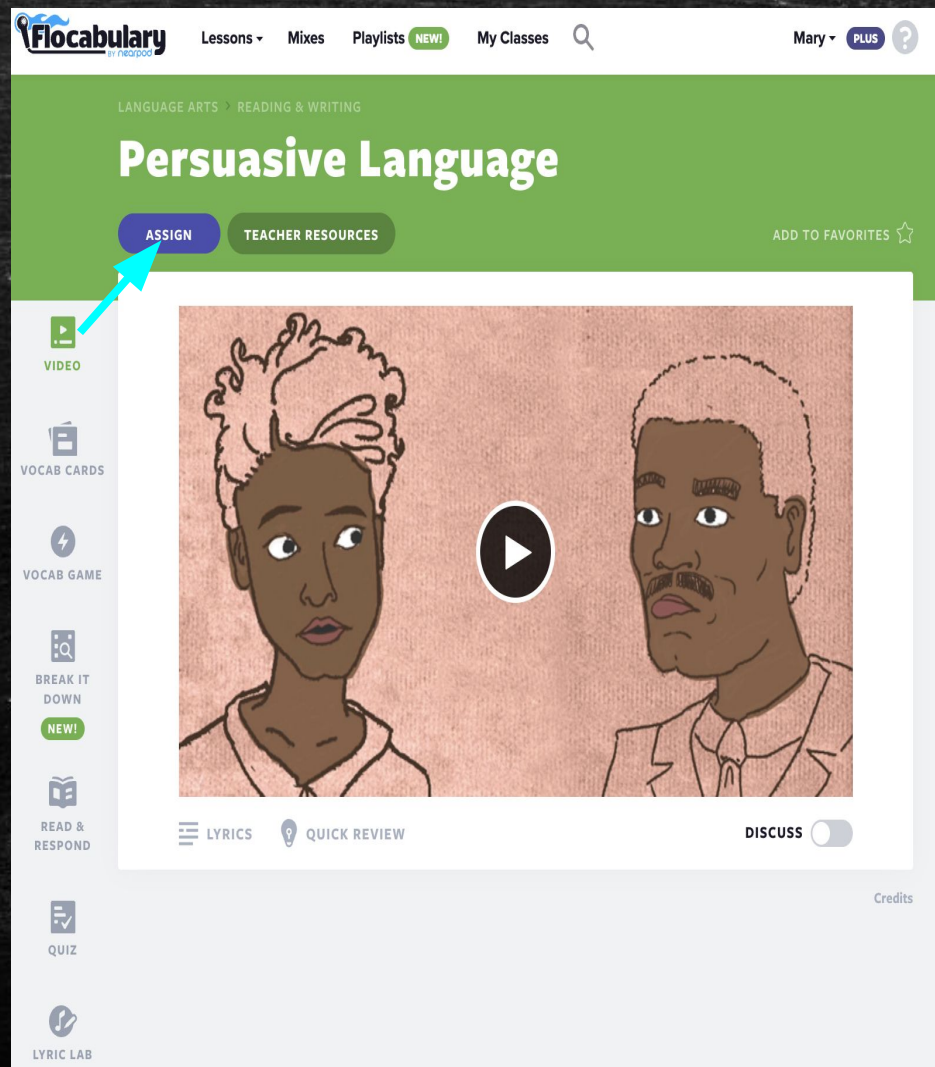 Flocabulary
BY nearpod
Lessons Mixes Playlists NEW! My Classes Mary PLUS ?
LANGUAGE ARTS > READING & WRITING
Persuasive Language
ASSIGN TEACHER RESOURCES ADD TO FAVORITES
VIDEO
VOCAB CARDS
VOCAB GAME
BREAK IT
DOWN
NEW!
READ &
RESPOND
LYRICS QUICK REVIEW DISCUSS
Credits
QUIZ
LYRIC LAB